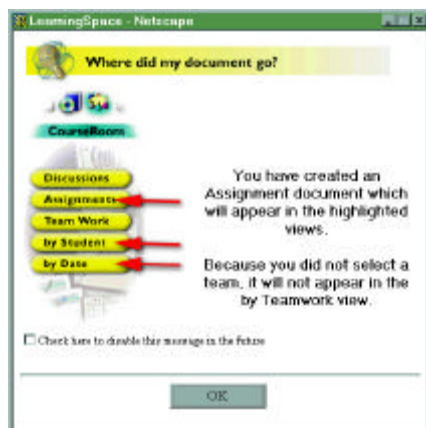 LearningSpace - Netscape
Where did my document go?
CourseRoom
Discussions
Assignments
Team Work
by Student
by Date
You have created an
Assignment document which
will appear in the highlighted
views.
Because you did not select a
team, it will not appear in the
by Teamwork view.
Check here to disable this message in the future
OK